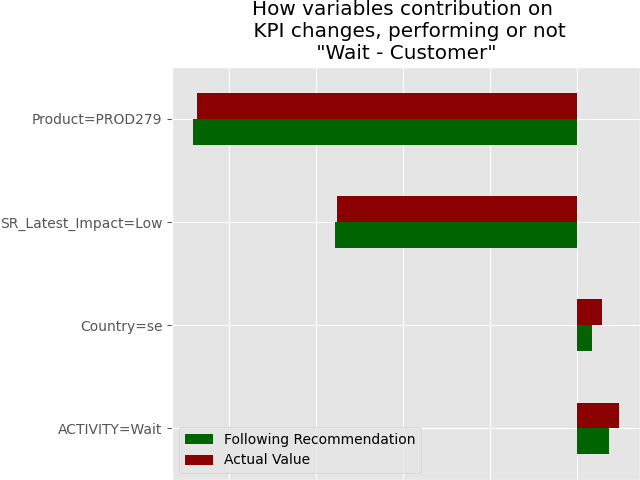 How variables contribution on
KPI changes, performing or not
"Wait - Customer"
Product=PROD279
SR_Latest_Impact=Low
Country=se
ACTIVITY=Wait
Following Recommendation
Actual Value